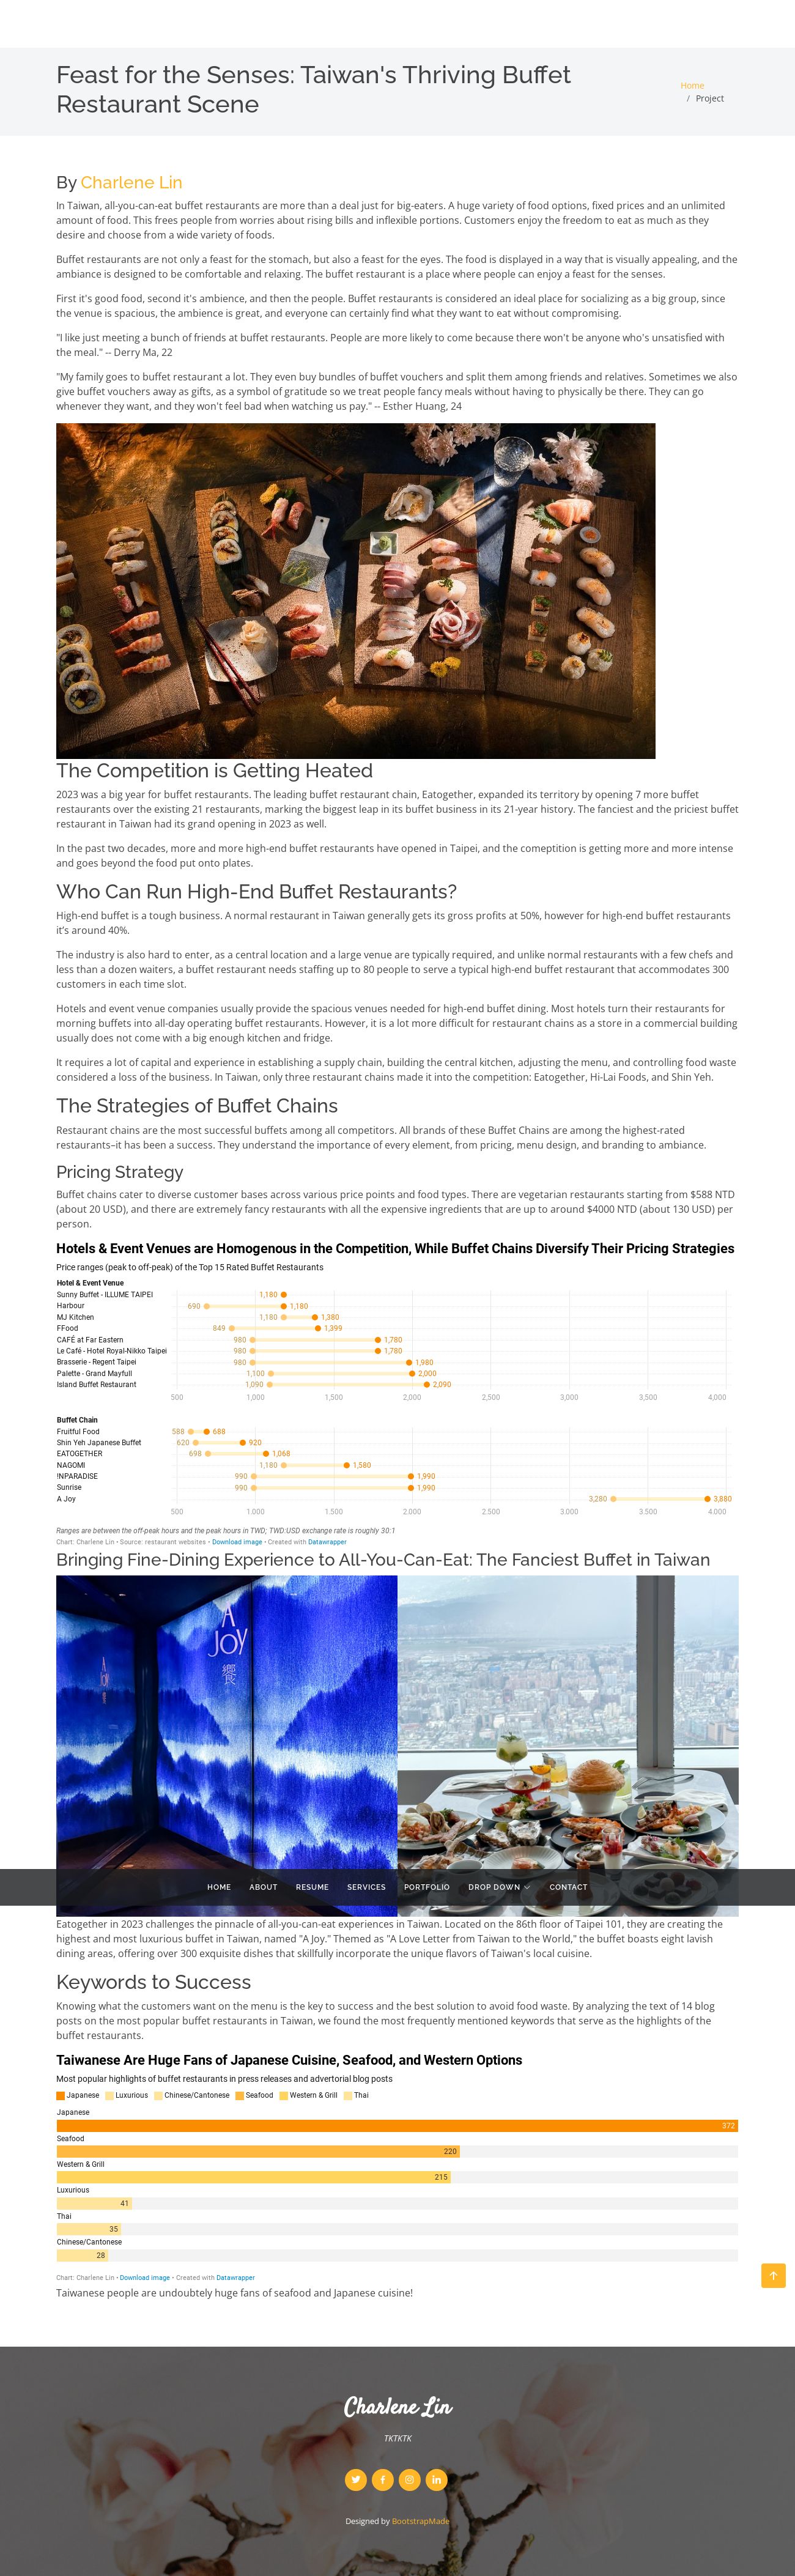 Feast for the Senses: Taiwan's Thriving Buffet
Restaurant Scene
Home
/ Project
By Charlene Lin
In Taiwan, all-you-can-eat buffet restaurants are more than a deal just for big-eaters. A huge variety of food options, fixed prices and an unlimited
amount of food. This frees people from worries about rising bills and inflexible portions. Customers enjoy the freedom to eat as much as they
desire and choose from a wide variety of foods.
Buffet restaurants are not only a feast for the stomach, but also a feast for the eyes. The food is displayed in a way that is visually appealing, and the
ambiance is designed to be comfortable and relaxing. The buffet restaurant is a place where people can enjoy a feast for the senses.
First it's good food, second it's ambience, and then the people. Buffet restaurants is considered an ideal place for socializing as a big group, since
the venue is spacious, the ambience is great, and everyone can certainly find what they want to eat without compromising.
"I like just meeting a bunch of friends at buffet restaurants. People are more likely to come because there won't be anyone who's unsatisfied with
the meal." -- Derry Ma, 22
"My family goes to buffet restaurant a lot. They even buy bundles of buffet vouchers and split them among friends and relatives. Sometimes we also
give buffet vouchers away as gifts, as a symbol of gratitude so we treat people fancy meals without having to physically be there. They can go
whenever they want, and they won't feel bad when watching us pay." -- Esther Huang, 24
The Competition is Getting Heated
2023 was a big year for buffet restaurants. The leading buffet restaurant chain, Eatogether, expanded its territory by opening 7 more buffet
restaurants over the existing 21 restaurants, marking the biggest leap in its buffet business in its 21-year history. The fanciest and the priciest buffet
restaurant in Taiwan had its grand opening in 2023 as well.
In the past two decades, more and more high-end buffet restaurants have opened in Taipei, and the comeptition is getting more and more intense
and goes beyond the food put onto plates.
Who Can Run High-End Buffet Restaurants?
High-end buffet is a tough business. A normal restaurant in Taiwan generally gets its gross profits at 50%, however for high-end buffet restaurants
it's around 40%.
The industry is also hard to enter, as a central location and a large venue are typically required, and unlike normal restaurants with a few chefs and
less than a dozen waiters, a buffet restaurant needs staffing up to 80 people to serve a typical high-end buffet restaurant that accommodates 300
customers in each time slot.
Hotels and event venue companies usually provide the spacious venues needed for high-end buffet dining. Most hotels turn their restaurants for
morning buffets into all-day operating buffet restaurants. However, it is a lot more difficult for restaurant chains as a store in a commercial building
usually does not come with a big enough kitchen and fridge.
It requires a lot of capital and experience in establishing a supply chain, building the central kitchen, adjusting the menu, and controlling food waste
considered a loss of the business. In Taiwan, only three restaurant chains made it into the competition: Eatogether, Hi-Lai Foods, and Shin Yeh.
The Strategies of Buffet Chains
Restaurant chains are the most successful buffets among all competitors. All brands of these Buffet Chains are among the highest-rated
restaurants–it has been a success. They understand the importance of every element, from pricing, menu design, and branding to ambiance.
Pricing Strategy
Buffet chains cater to diverse customer bases across various price points and food types. There are vegetarian restaurants starting from $588 NTD
(about 20 USD), and there are extremely fancy restaurants with all the expensive ingredients that are up to around $4000 NTD (about 130 USD) per
person.
Hotels & Event Venues are Homogenous in the Competition, While Buffet Chains Diversify Their Pricing Strategies
Price ranges (peak to off-peak) of the Top 15 Rated Buffet Restaurants
Hotel & Event Venue
Sunny Buffet - ILLUME TAIPEI 1,180
Harbour 690 1,180
MJ Kitchen 1,180 1,380
FFood 849 1,399
CAFÉ at Far Eastern 980 1,780
Le Café - Hotel Royal-Nikko Taipei 980 1,780
Brasserie - Regent Taipei 980 1,980
Palette - Grand Mayfull 1,100 2,000
Island Buffet Restaurant 1,090 2,090
500 1,000 1,500 2,000 2,500 3,000 3,500 4,000
Buffet Chain
Fruitful Food 588 688
Shin Yeh Japanese Buffet 620 920
EATOGETHER 698 1,068
NAGOMI 1,180 1,580
!NPARADISE 990 1,990
Sunrise 990 1,990
A Joy 3,280 3,880
500 1.000 1.500 2.000 2.500 3.000 3.500 4.000
Ranges are between the off-peak hours and the peak hours in TWD; TWD:USD exchange rate is roughly 30:1
Chart: Charlene Lin • Source: restaurant websites • Download image • Created with Datawrapper
Bringing Fine-Dining Experience to All-You-Can-Eat: The Fanciest Buffet in Taiwan
A
JOY
饗
HOME ABOUT RESUME SERVICES PORTFOLIO DROP DOWN CONTACT
Eatogether in 2023 challenges the pinnacle of all-you-can-eat experiences in Taiwan. Located on the 86th floor of Taipei 101, they are creating the
highest and most luxurious buffet in Taiwan, named "A Joy." Themed as "A Love Letter from Taiwan to the World," the buffet boasts eight lavish
dining areas, offering over 300 exquisite dishes that skillfully incorporate the unique flavors of Taiwan's local cuisine.
Keywords to Success
Knowing what the customers want on the menu is the key to success and the best solution to avoid food waste. By analyzing the text of 14 blog
posts on the most popular buffet restaurants in Taiwan, we found the most frequently mentioned keywords that serve as the highlights of the
buffet restaurants.
Taiwanese Are Huge Fans of Japanese Cuisine, Seafood, and Western Options
Most popular highlights of buffet restaurants in press releases and advertorial blog posts
Japanese Luxurious Chinese/Cantonese Seafood Western & Grill Thai
Japanese
372
Seafood
220
Western & Grill
215
Luxurious
41
Thai
35
Chinese/Cantonese
28
Chart: Charlene Lin • Download image • Created with Datawrapper
Taiwanese people are undoubtely huge fans of seafood and Japanese cuisine!
Charlene Lin
TKTKTK
Designed by BootstrapMade